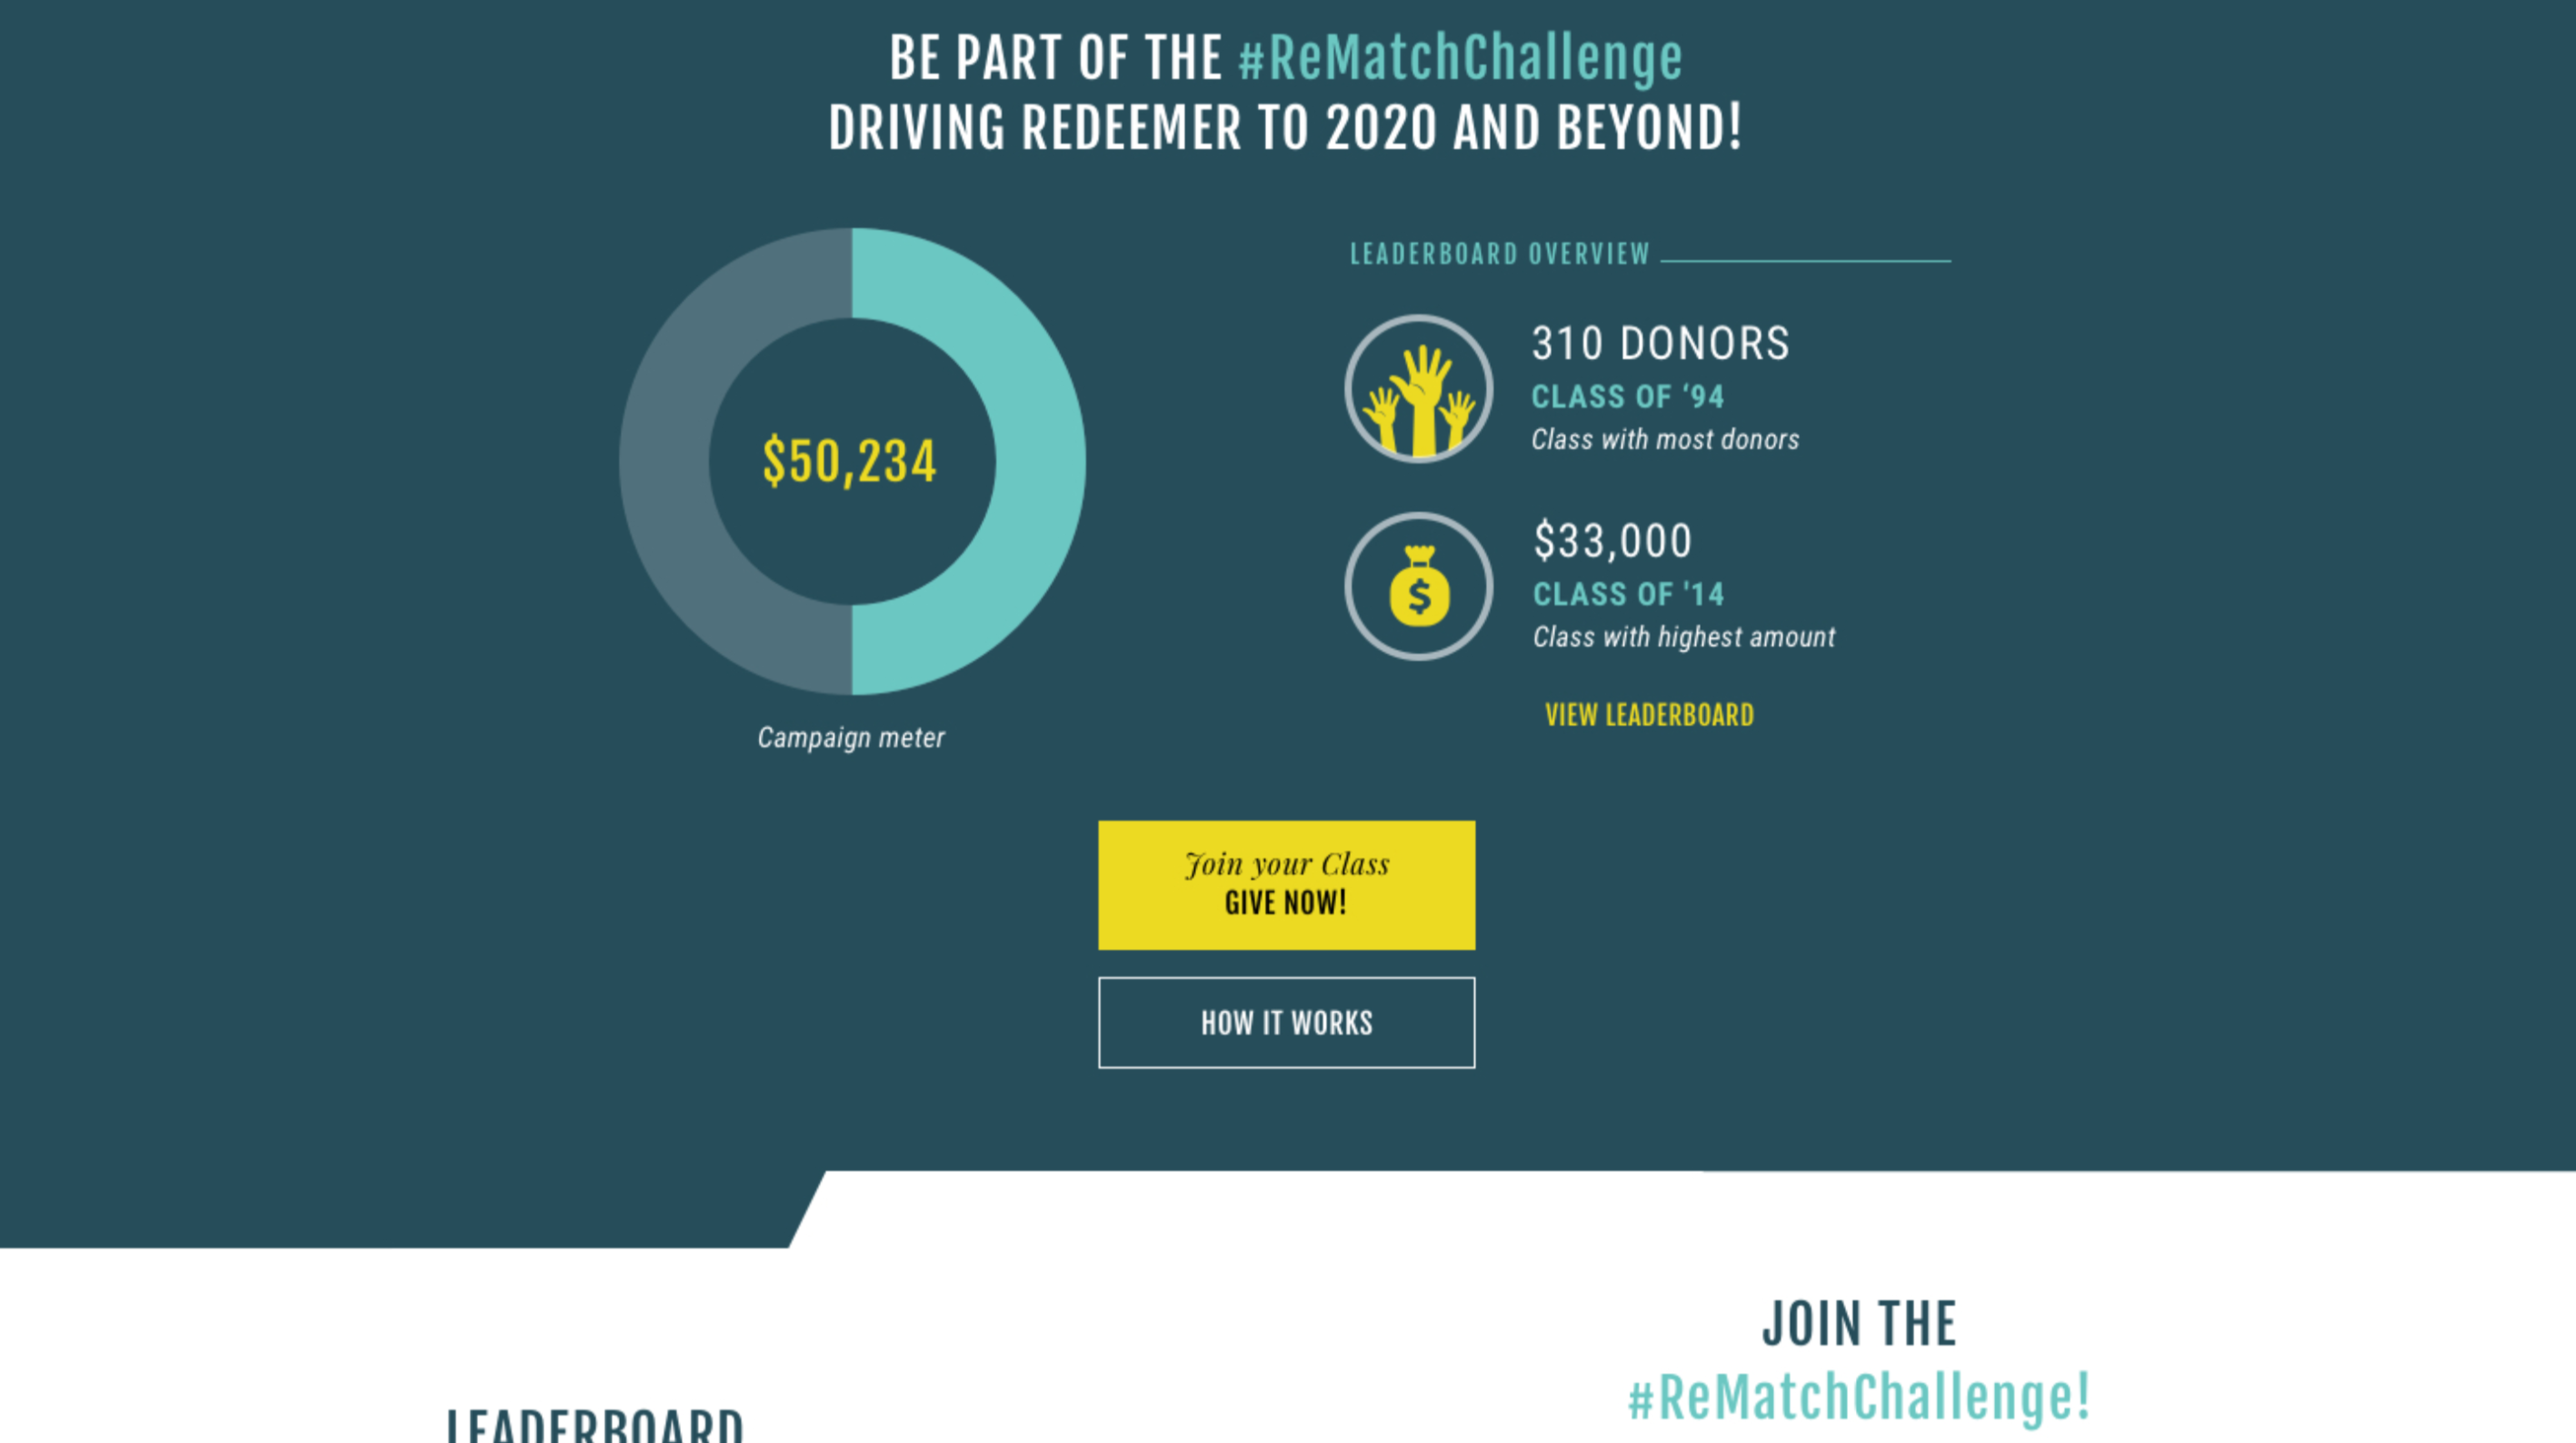 BE PART OF THE #ReMatchChallenge
DRIVING REDEEMER TO 2020 AND BEYOND!
$50,234
Campaign meter
LEADERBOARD OVERVIEW
310 DONORS
CLASS OF ‘94
Class with most donors
$
$33,000
CLASS OF '14
Class with highest amount
VIEW LEADERBOARD
Join your Class
GIVE NOW!
HOW IT WORKS
LEADERBOARD
JOIN THE
#ReMatchChallenge!